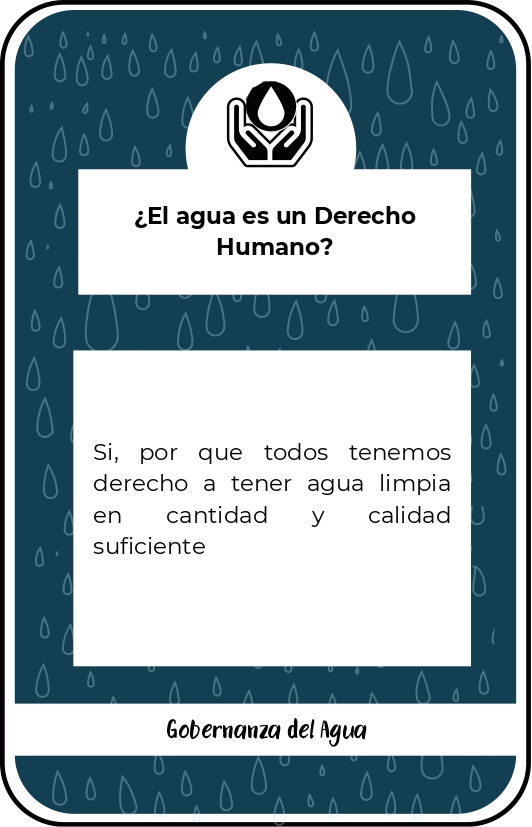 ¿El agua es un Derecho
Humano?
Si, por que todos tenemos
derecho a tener agua limpia
en cantidad y calidad
suficiente
Gobernanza del Agua